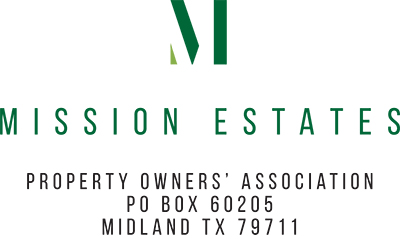 M
MISSION ESTATES
PROPERTY OWNERS' ASSOCIATION
PO BOX 60205
MIDLAND TX 79711